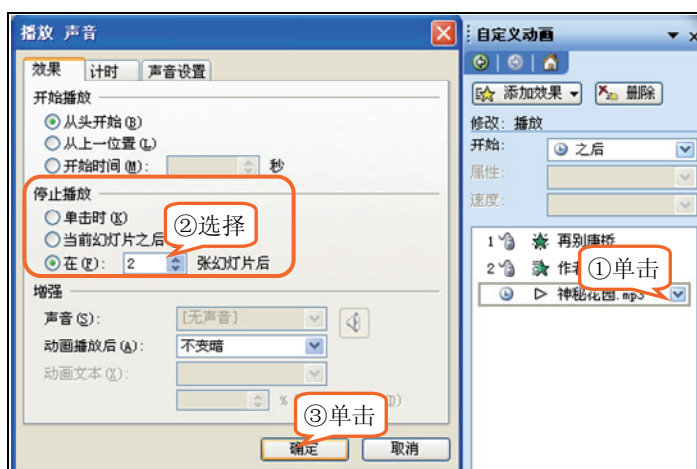 播放 声音
效果 计时 声音设置
开始播放
从头开始(B)
从上一位置(L)
开始时间(M): 秒
停止播放
单击时(K)
当前幻灯片之后
在(F): 2 张幻灯片后
②选择
增强
声音(S): [无声音]
动画播放后(A): 不变暗
动画文本(X):
% D)
③单击
确定 取消
自定义动画
添加效果 删除
修改: 播放
开始: 之后
属性:
速度:
1 再别康桥
2 作者
①单击
神秘花园.mp3